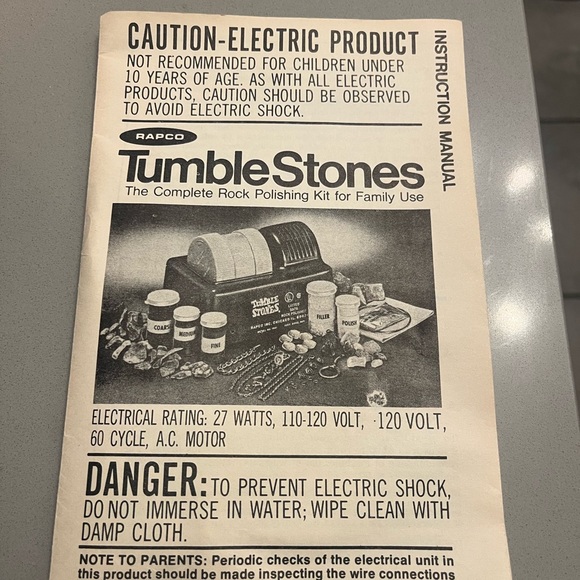 CAUTION-ELECTRIC PRODUCT
NOT RECOMMENDED FOR CHILDREN UNDER
10 YEARS OF AGE. AS WITH ALL ELECTRIC
PRODUCTS, CAUTION SHOULD BE OBSERVED
TO AVOID ELECTRIC SHOCK.
INSTRUCTION MANUAL
RAPCO
TumbleStones
The Complete Rock Polishing Kit for Family Use
TUMBLE
STONES
COARSE
MEDIUM
FINE
FILLER
POLISH
RAPCO INC. CHICAGO
ELECTRICAL RATING: 27 WATTS, 110-120 VOLT, ·120 VOLT,
60 CYCLE, A.C. MOTOR
DANGER: TO PREVENT ELECTRIC SHOCK,
DO NOT IMMERSE IN WATER; WIPE CLEAN WITH
DAMP CLOTH.
NOTE TO PARENTS: Periodic checks of the electrical unit in
this product should be made inspecting the wire connections